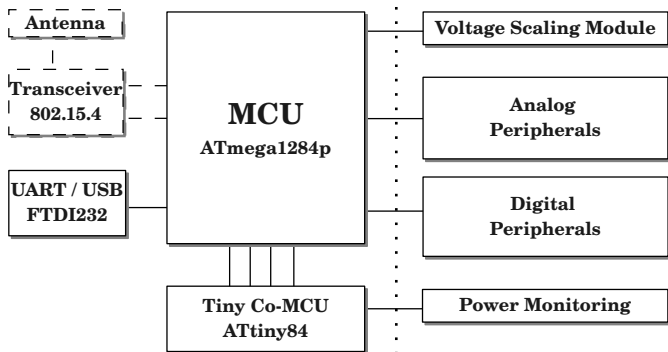 Antenna
Transceiver
802.15.4
UART / USB
FTDI232
MCU
ATmega1284p
Tiny Co-MCU
ATtiny84
Voltage Scaling Module
Analog
Peripherals
Digital
Peripherals
Power Monitoring